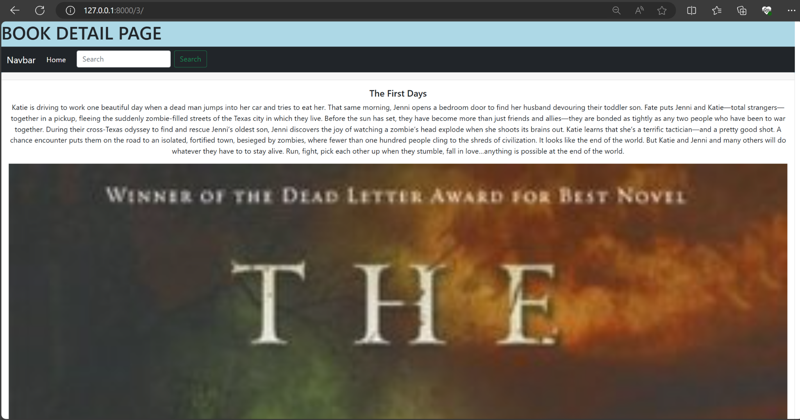 127.0.0.1:8000/3/
BOOK DETAIL PAGE
Navbar Home Search Search
The First Days
Katie is driving to work one beautiful day when a dead man jumps into her car and tries to eat her. That same morning, Jenni opens a bedroom door to find her husband devouring their toddler son. Fate puts Jenni and Katie—total strangers—
together in a pickup, fleeing the suddenly zombie-filled streets of the Texas city in which they live. Before the sun has set, they have become more than just friends and allies—they are bonded as tightly as any two people who have been to war
together. During their cross-Texas odyssey to find and rescue Jenni's oldest son, Jenni discovers the joy of watching a zombie's head explode when she shoots its brains out. Katie learns that she's a terrific tactician—and a pretty good shot. A
chance encounter puts them on the road to an isolated, fortified town, besieged by zombies, where fewer than one hundred people cling to the shreds of civilization. It looks like the end of the world. But Katie and Jenni and many others will do
whatever they have to to stay alive. Run, fight, pick each other up when they stumble, fall in love...anything is possible at the end of the world.
WINNER OF THE DEAD LETTER AWARD FOR BEST NOVEL
THE